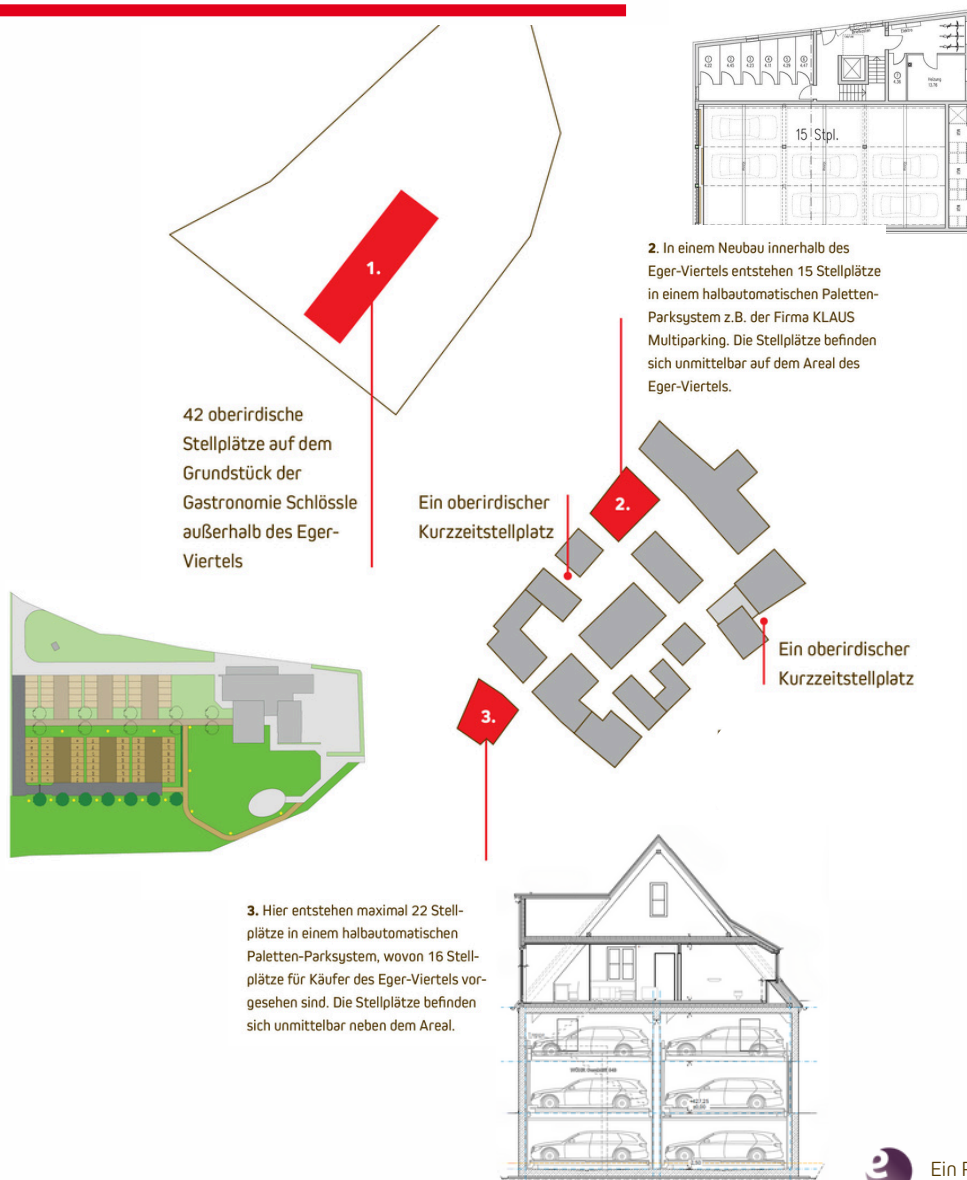 15 Stpl.
2. In einem Neubau innerhalb des
Eger-Viertels entstehen 15 Stellplätze
in einem halbautomatischen Paletten-
Parksystem z.B. der Firma KLAUS
Multiparking. Die Stellplätze befinden
sich unmittelbar auf dem Areal des
Eger-Viertels.
1.
42 oberirdische
Stellplätze auf dem
Grundstück der
Gastronomie Schlössle
außerhalb des Eger-
Viertels
Ein oberirdischer
Kurzzeitstellplatz
2.
Ein oberirdischer
Kurzzeitstellplatz
3.
3. Hier entstehen maximal 22 Stell-
plätze in einem halbautomatischen
Paletten-Parksystem, wovon 16 Stell-
plätze für Käufer des Eger-Viertels vor-
gesehen sind. Die Stellplätze befinden
sich unmittelbar neben dem Areal.
e
Ein